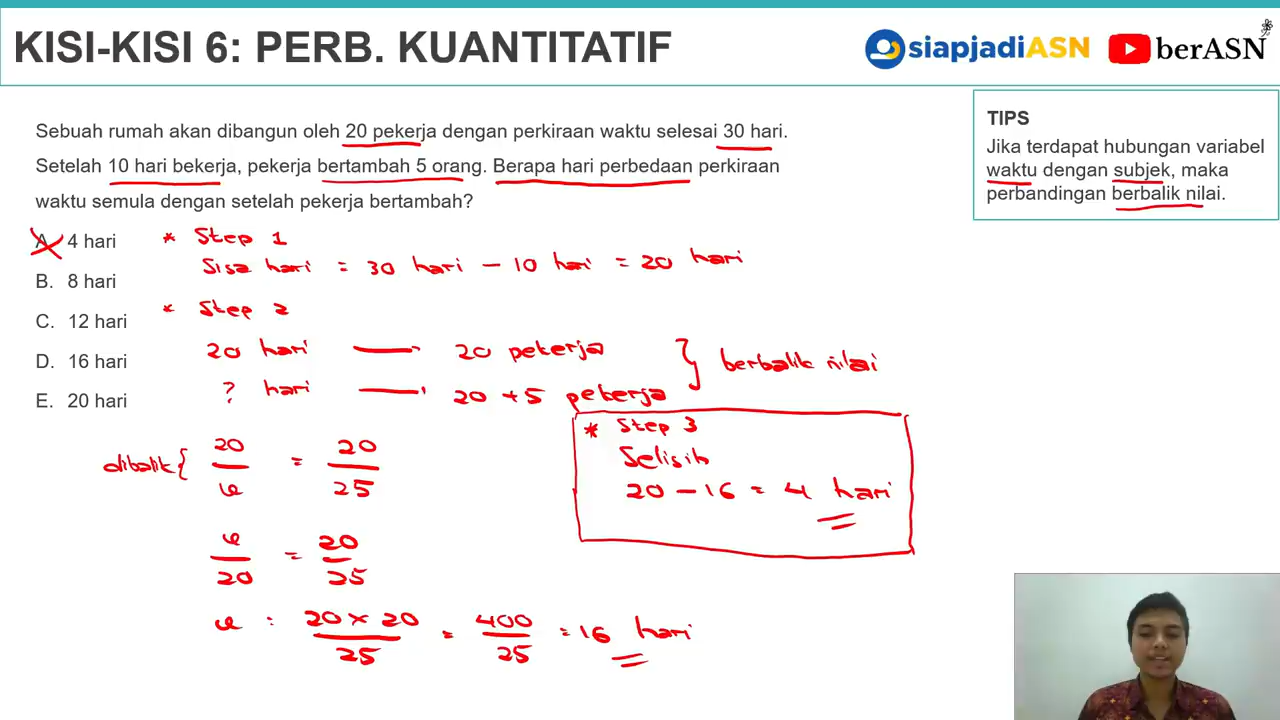 KISI-KISI 6: PERB. KUANTITATIF
siapjadiASN
berASN
Sebuah rumah akan dibangun oleh 20 pekerja dengan perkiraan waktu selesai 30 hari.
Setelah 10 hari bekerja, pekerja bertambah 5 orang. Berapa hari perbedaan perkiraan
waktu semula dengan setelah pekerja bertambah?
TIPS
Jika terdapat hubungan variabel
waktu dengan subjek, maka
perbandingan berbalik nilai.
A. 4 hari
B. 8 hari
C. 12 hari
D. 16 hari
E. 20 hari
* Step 1
Sisa hari = 30 hari - 10 hari = 20 hari
* Step 2
20 hari — 20 pekerja
? hari — 20 + 5 pekerja
} berbalik nilai
dibalik { 20/u = 20/25
u/20 = 20/25
u = 20 x 20 / 25 = 400/25 = 16 hari
* Step 3
Selisih
20 - 16 = 4 hari